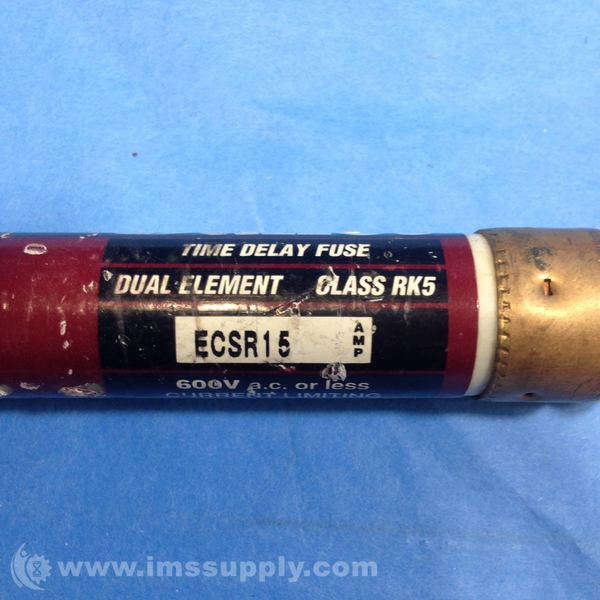 TIME DELAY FUSE
DUAL ELEMENT CLASS RK5
ECSR15 AMP
600V a.c. or less
CURRENT LIMITING
www.imssupply.com